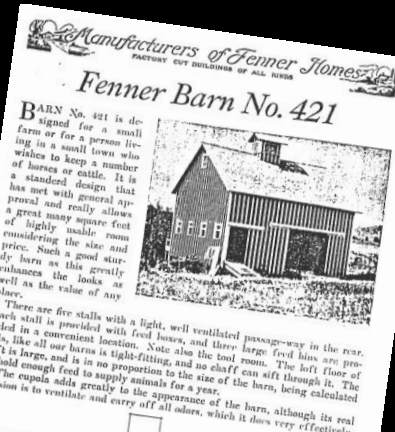 Manufacturers of Fenner Homes
FACTORY CUT BUILDINGS OF ALL KINDS
Fenner Barn No. 421
BARN No. 421 is de-
signed for a small
farm or for a person liv-
ing in a small town who
wishes to keep a number
of horses or cattle. It is
a standerd design that
has met with general ap-
proval and really allows
a great many square feet
of highly usable room
considering the size and
price. Such a good stur-
dy barn as this greatly
enhances the looks as
well as the value of any
place.
There are five stalls with a light, well ventilated passage-way in the rear.
ach stall is provided with feed boxes, and three large feed bins are pro-
ded in a convenient location. Note also the tool room. The loft floor of
is, like all our barns is tight-fitting, and no chaff can sift through it. The
ft is large, and is in no proportion to the size of the barn, being calculated
hold enough feed to supply animals for a year.
The cupola adds greatly to the appearance of the barn, although its real
sion is to ventilate and carry off all odors, which it does very effectively